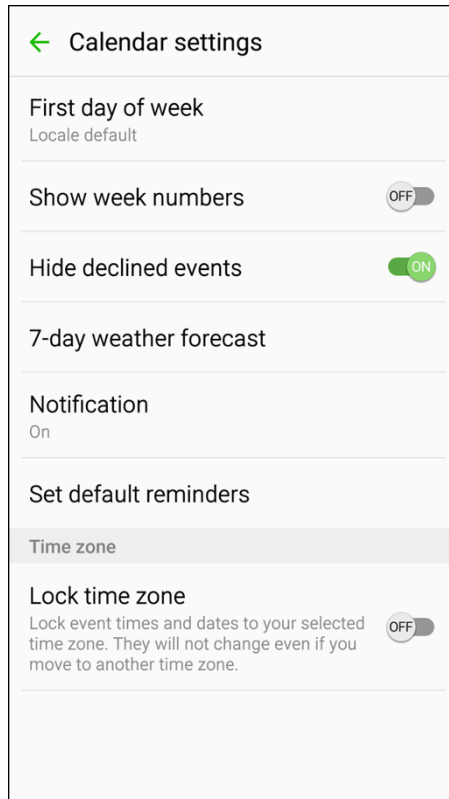 Calendar settings
First day of week
Locale default
Show week numbers
OFF
Hide declined events
ON
7-day weather forecast
Notification
On
Set default reminders
Time zone
Lock time zone
Lock event times and dates to your selected
time zone. They will not change even if you
move to another time zone.
OFF